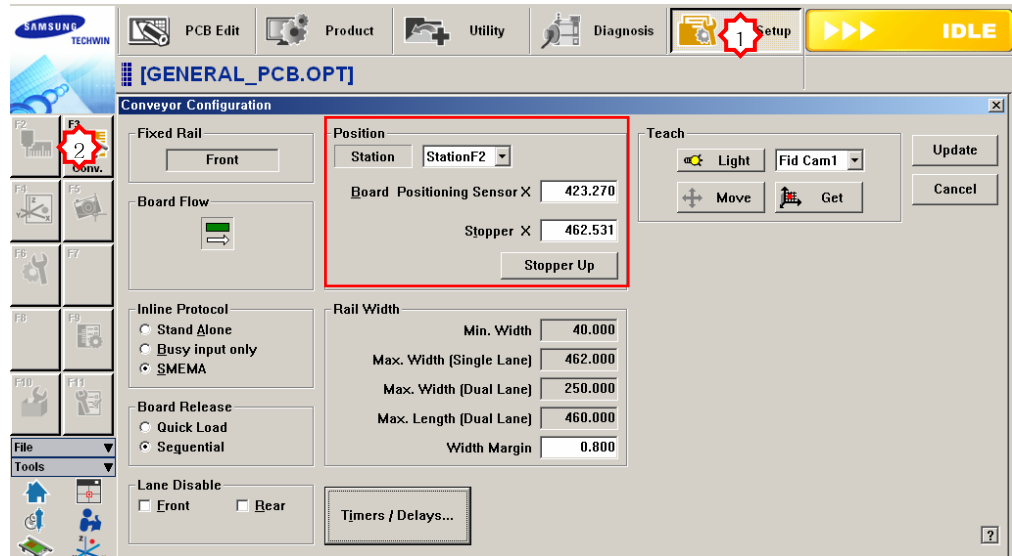 SAMSUNG
TECHWIN
PCB Edit
Product
Utility
Diagnosis
1
Setup
IDLE
[GENERAL_PCB.OPT]
Conveyor Configuration
F2
F3
2
Conv.
F4
F5
F6
F7
F8
F9
F10
F11
File
Tools
Fixed Rail
Front
Board Flow
Inline Protocol
Stand Alone
Busy input only
SMEMA
Board Release
Quick Load
Sequential
Lane Disable
Front
Rear
Position
Station
StationF2
Board Positioning Sensor X
423.270
Stopper X
462.531
Stopper Up
Rail Width
Min. Width
40.000
Max. Width (Single Lane)
462.000
Max. Width (Dual Lane)
250.000
Max. Length (Dual Lane)
460.000
Width Margin
0.800
Timers / Delays...
Teach
Light
Fid Cam1
Move
Get
Update
Cancel
?